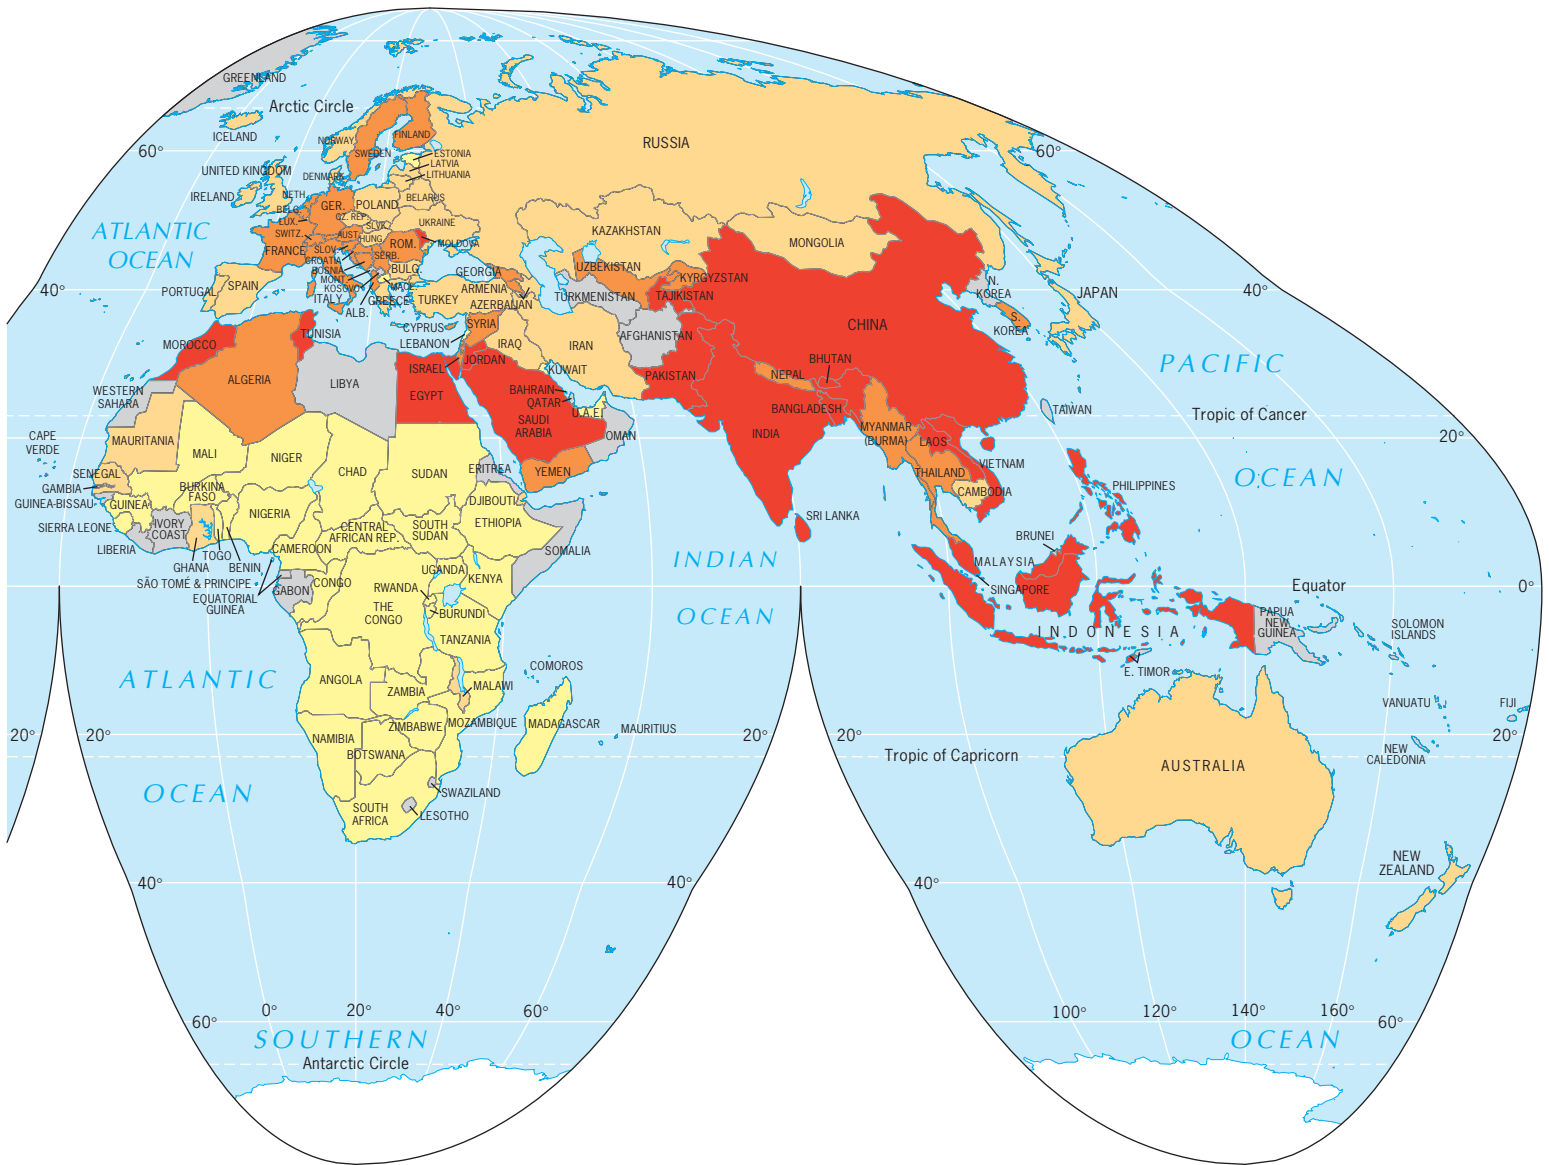 GREENLAND
Arctic Circle
ICELAND
NORWAY
FINLAND
RUSSIA
60°
60°
SWEDEN
ESTONIA
LATVIA
LITHUANIA
UNITED KINGDOM
DENMARK
IRELAND
NETH.
BELG.
LUX.
GER.
POLAND
BELARUS
CZ. REP.
SLVK.
UKRAINE
ATLANTIC
OCEAN
SWITZ.
AUST.
HUNG.
FRANCE
SLOV.
CROATIA
BOSNIA
MONT.
KOSOVO
SERB.
ROM.
MOLDOVA
BULG.
MACE.
KAZAKHSTAN
MONGOLIA
GEORGIA
ARMENIA
AZERBAIJAN
UZBEKISTAN
KYRGYZSTAN
TURKMENISTAN
TAJIKISTAN
N.
KOREA
S.
KOREA
JAPAN
40°
40°
PORTUGAL
SPAIN
ITALY
ALB.
GREECE
TURKEY
CHINA
PACIFIC
OCEAN
MOROCCO
TUNISIA
CYPRUS
LEBANON
SYRIA
IRAQ
IRAN
AFGHANISTAN
ISRAEL
JORDAN
KUWAIT
PAKISTAN
NEPAL
BHUTAN
ALGERIA
LIBYA
EGYPT
BAHRAIN
QATAR
U.A.E.
SAUDI
ARABIA
OMAN
WESTERN
SAHARA
BANGLADESH
INDIA
MYANMAR
(BURMA)
LAOS
TAIWAN
Tropic of Cancer
20°
CAPE
VERDE
MAURITANIA
MALI
NIGER
CHAD
SUDAN
ERITREA
YEMEN
THAILAND
VIETNAM
CAMBODIA
PHILIPPINES
SENEGAL
GAMBIA
GUINEA-BISSAU
GUINEA
SIERRA LEONE
LIBERIA
IVORY
COAST
BURKINA
FASO
GHANA
TOGO
BENIN
NIGERIA
CENTRAL
AFRICAN REP.
SOUTH
SUDAN
DJIBOUTI
ETHIOPIA
SOMALIA
SRI LANKA
CAMEROON
SÃO TOMÉ & PRINCIPE
EQUATORIAL
GUINEA
GABON
CONGO
THE
CONGO
RWANDA
UGANDA
KENYA
BURUNDI
TANZANIA
INDIAN
OCEAN
BRUNEI
MALAYSIA
SINGAPORE
INDONESIA
Equator
0°
PAPUA
NEW
GUINEA
SOLOMON
ISLANDS
E. TIMOR
ATLANTIC
OCEAN
ANGOLA
ZAMBIA
MALAWI
COMOROS
ZIMBABWE
MOZAMBIQUE
MADAGASCAR
MAURITIUS
NAMIBIA
BOTSWANA
SWAZILAND
SOUTH
AFRICA
LESOTHO
VANUATU
FIJI
NEW
CALEDONIA
20°
20°
20°
20°
20°
Tropic of Capricorn
AUSTRALIA
NEW
ZEALAND
40°
40°
40°
60°
0°
20°
40°
60°
100°
120°
140°
160°
60°
SOUTHERN
OCEAN
Antarctic Circle